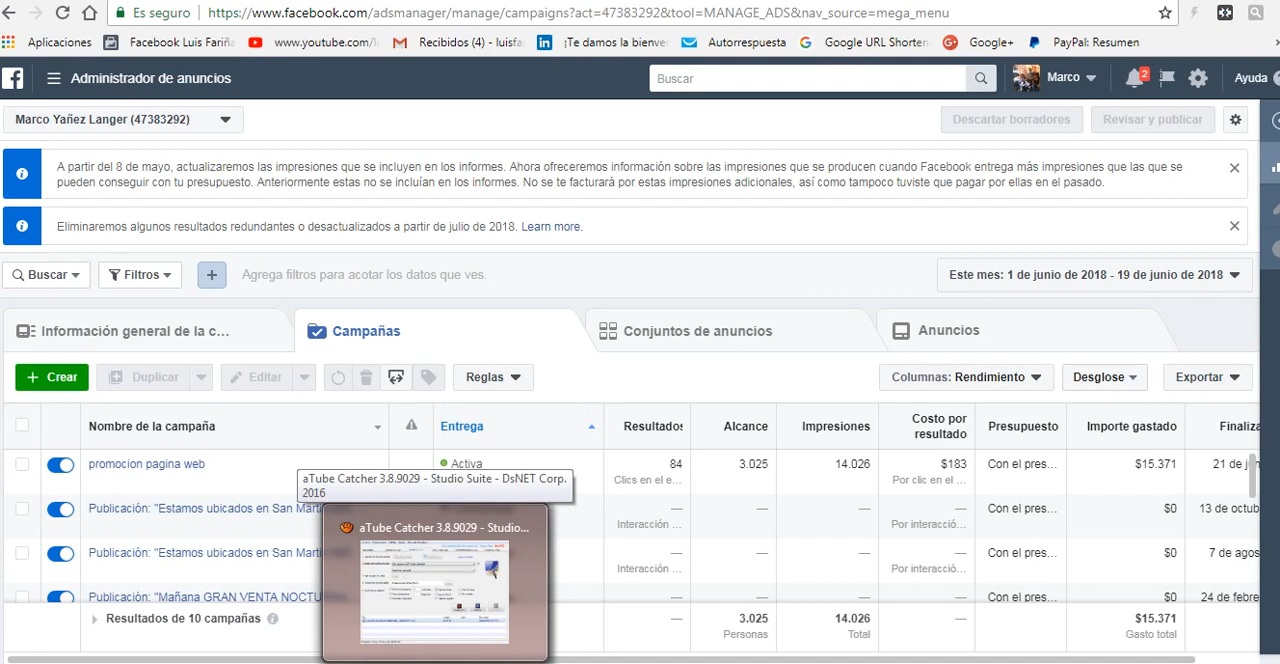 Es seguro https://www.facebook.com/adsmanager/manage/campaigns?act=47383292&tool=MANAGE_ADS&nav_source=mega_menu
Aplicaciones Facebook Luis Fariña www.youtube.com/ Recibidos (4) - luisfa ¡Te damos la bienve Autorrespuesta Google URL Shorten Google+ PayPal: Resumen
Administrador de anuncios Buscar Marco 2 Ayuda
Marco Yañez Langer (47383292) Descartar borradores Revisar y publicar
A partir del 8 de mayo, actualizaremos las impresiones que se incluyen en los informes. Ahora ofreceremos información sobre las impresiones que se producen cuando Facebook entrega más impresiones que las que se
pueden conseguir con tu presupuesto. Anteriormente estas no se incluían en los informes. No se te facturará por estas impresiones adicionales, así como tampoco tuviste que pagar por ellas en el pasado.
Eliminaremos algunos resultados redundantes o desactualizados a partir de julio de 2018. Learn more.
Buscar Filtros + Agrega filtros para acotar los datos que ves. Este mes: 1 de junio de 2018 - 19 de junio de 2018
Información general de la c... Campañas Conjuntos de anuncios Anuncios
+ Crear Duplicar Editar Reglas Columnas: Rendimiento Desglose Exportar
Nombre de la campaña Entrega Resultados Alcance Impresiones Costo por resultado Presupuesto Importe gastado Finaliza
promocion pagina web Activa 84 3.025 14.026 $183 Con el pres... $15.371 21 de jun
Clics en el e... Por clic en el ...
aTube Catcher 3.8.9029 - Studio Suite - DsNET Corp.
2016
Publicación: "Estamos ubicados en San Martí — — — — Con el pres... $0 13 de octub
Interacción ... Por interacció...
aTube Catcher 3.8.9029 - Studio...
Publicación: "Estamos ubicados en San Mart — — — — Con el pres... $0 7 de agos
Interacción ... Por interacció...
Publicación: "Mañana GRAN VENTA NOCTU — — — — Con el pres... $0 24 de febre
Resultados de 10 campañas — 3.025 14.026 — $15.371
Personas Total Gasto total